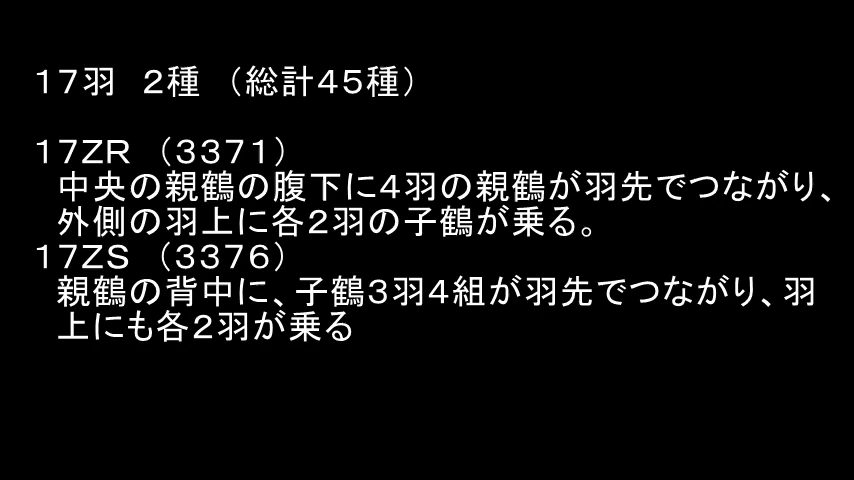 １７羽　２種　（総計４５種）
１７ＺＲ　（３３７１）
中央の親鶴の腹下に４羽の親鶴が羽先でつながり、
外側の羽上に各２羽の子鶴が乗る。
１７ＺＳ　（３３７６）
親鶴の背中に、子鶴３羽４組が羽先でつながり、羽
上にも各２羽が乗る